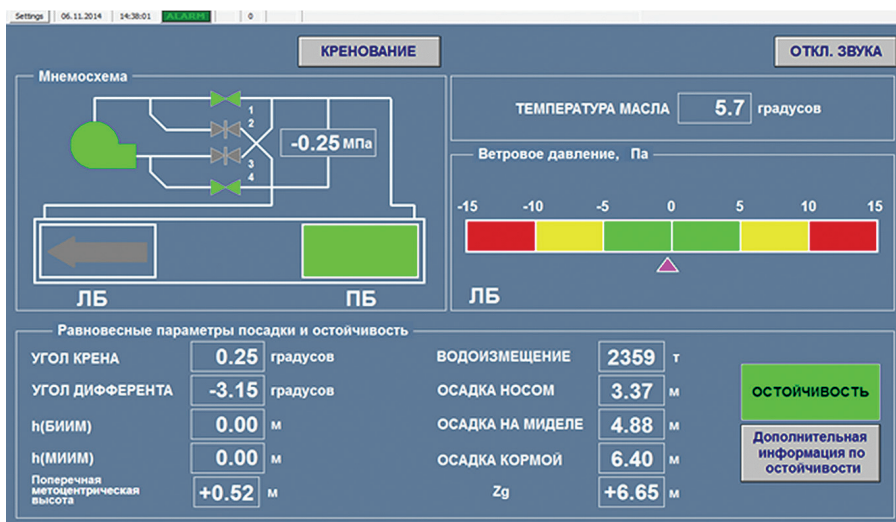 Settings 06.11.2014 14:38:01 ALARM 0
КРЕНОВАНИЕ
ОТКЛ. ЗВУКА
Мнемосхема
1
2
3
4
-0.25 МПа
ЛБ ПБ
ТЕМПЕРАТУРА МАСЛА 5.7 градусов
Ветровое давление, Па
-15 -10 -5 0 5 10 15
ЛБ
Равновесные параметры посадки и остойчивость
УГОЛ КРЕНА 0.25 градусов
УГОЛ ДИФФЕРЕНТА -3.15 градусов
h(БИИМ) 0.00 м
h(МИИМ) 0.00 м
Поперечная
метоцентрическая
высота
+0.52 м
ВОДОИЗМЕЩЕНИЕ 2359 т
ОСАДКА НОСОМ 3.37 м
ОСАДКА НА МИДЕЛЕ 4.88 м
ОСАДКА КОРМОЙ 6.40 м
Zg +6.65 м
ОСТОЙЧИВОСТЬ
Дополнительная
информация по
остойчивости